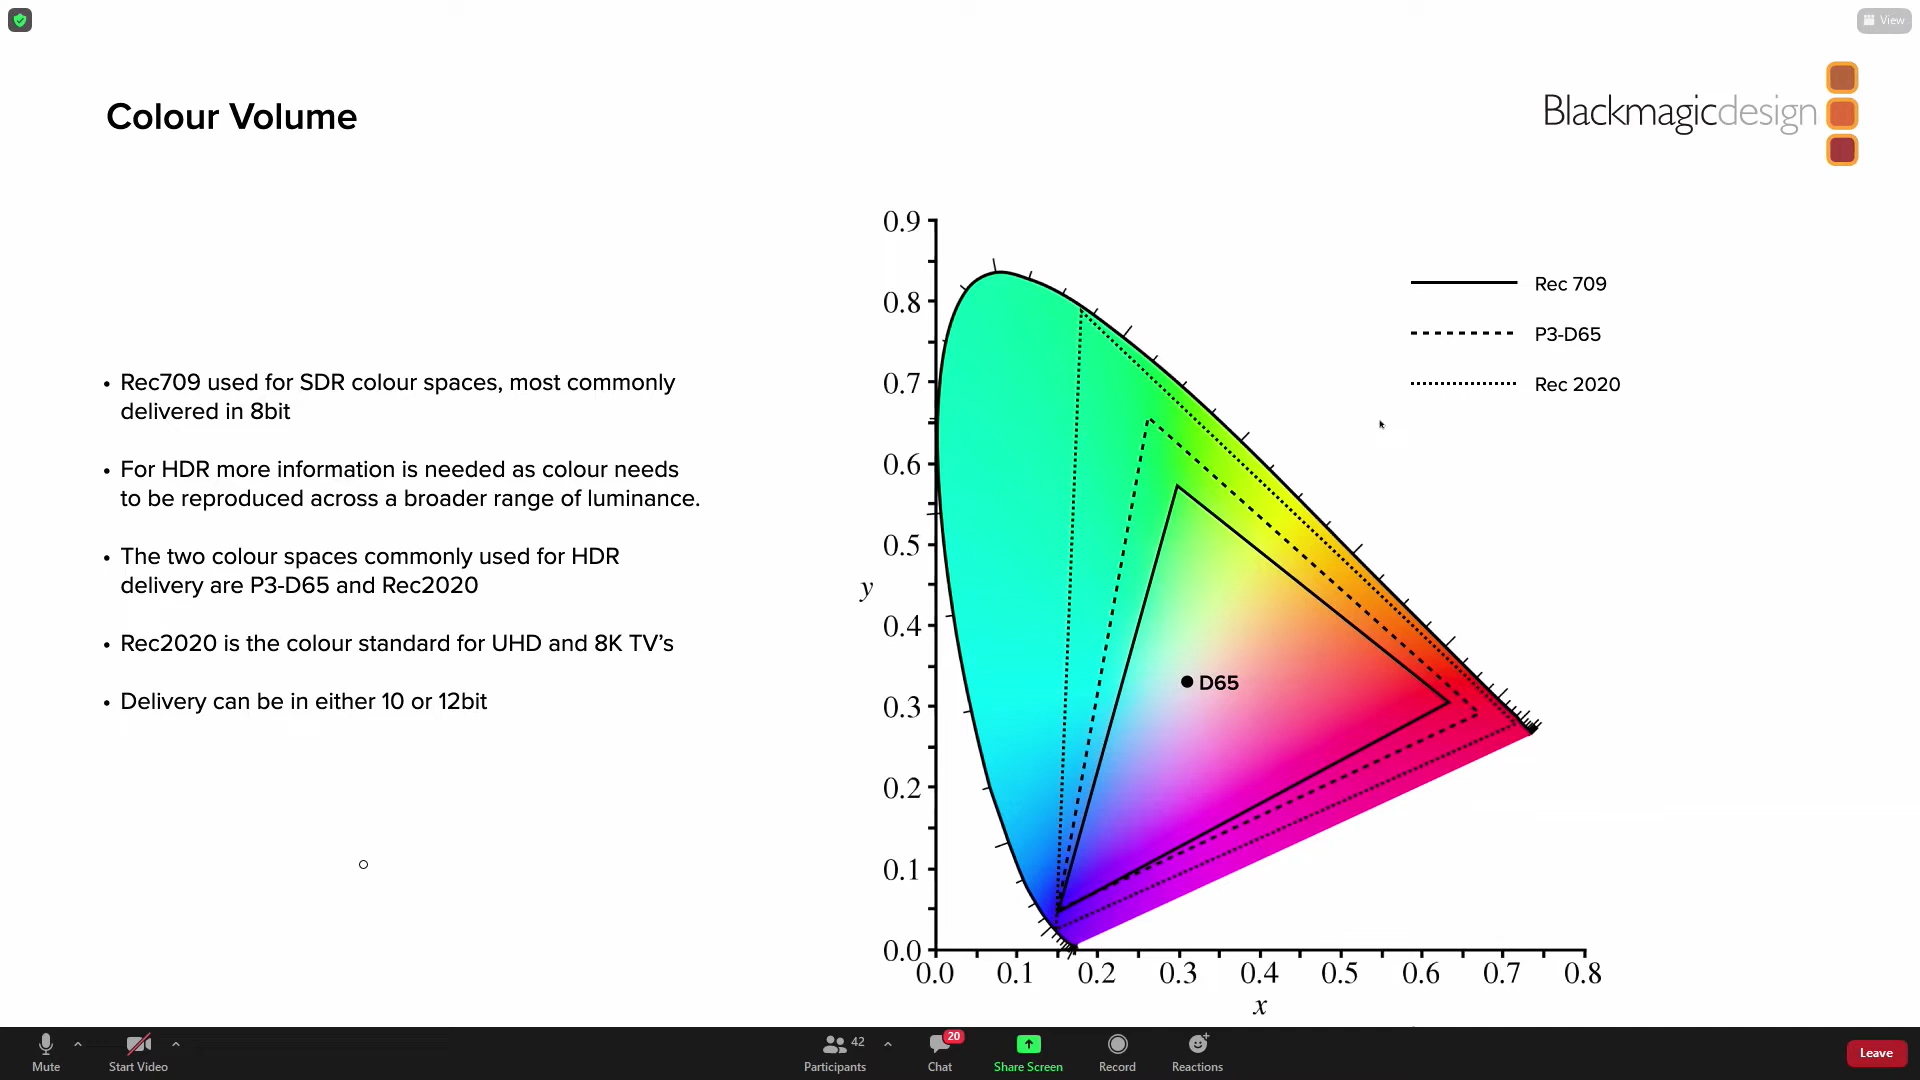 View
Colour Volume
Blackmagicdesign
Rec709 used for SDR colour spaces, most commonly
delivered in 8bit
For HDR more information is needed as colour needs
to be reproduced across a broader range of luminance.
The two colour spaces commonly used for HDR
delivery are P3-D65 and Rec2020
Rec2020 is the colour standard for UHD and 8K TV’s
Delivery can be in either 10 or 12bit
0.9
0.8
0.7
0.6
0.5
0.4
0.3
0.2
0.1
0.0
y
Rec 709
P3-D65
Rec 2020
D65
0.0 0.1 0.2 0.3 0.4 0.5 0.6 0.7 0.8
x
Mute
Start Video
42
Participants
20
Chat
Share Screen
Record
Reactions
Leave